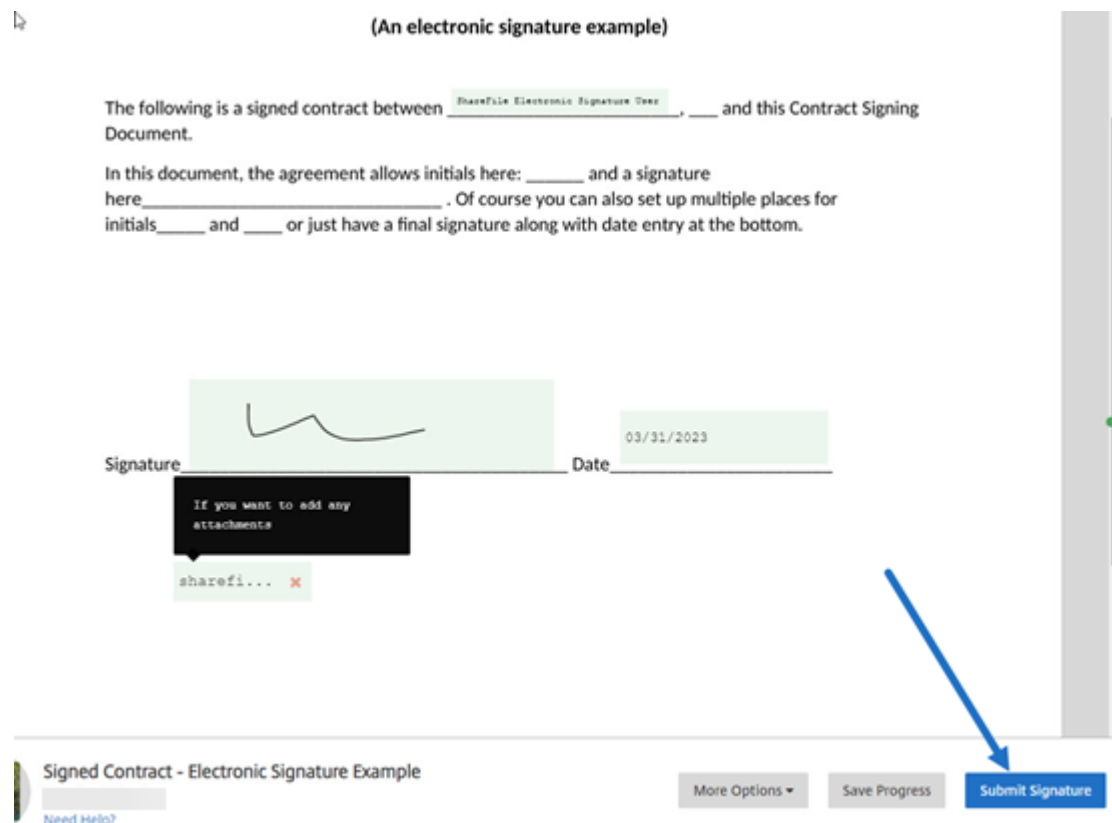 (An electronic signature example)
The following is a signed contract between ShareFile Electronic Signature User, ___ and this Contract Signing
Document.
In this document, the agreement allows initials here: ______ and a signature
here_______________________________ . Of course you can also set up multiple places for
initials_____ and ____ or just have a final signature along with date entry at the bottom.
03/31/2023
Signature________________________________________ Date_______________________
If you want to add any
attachments
sharefi... ×
Signed Contract - Electronic Signature Example
More Options Save Progress Submit Signature
Need Help?